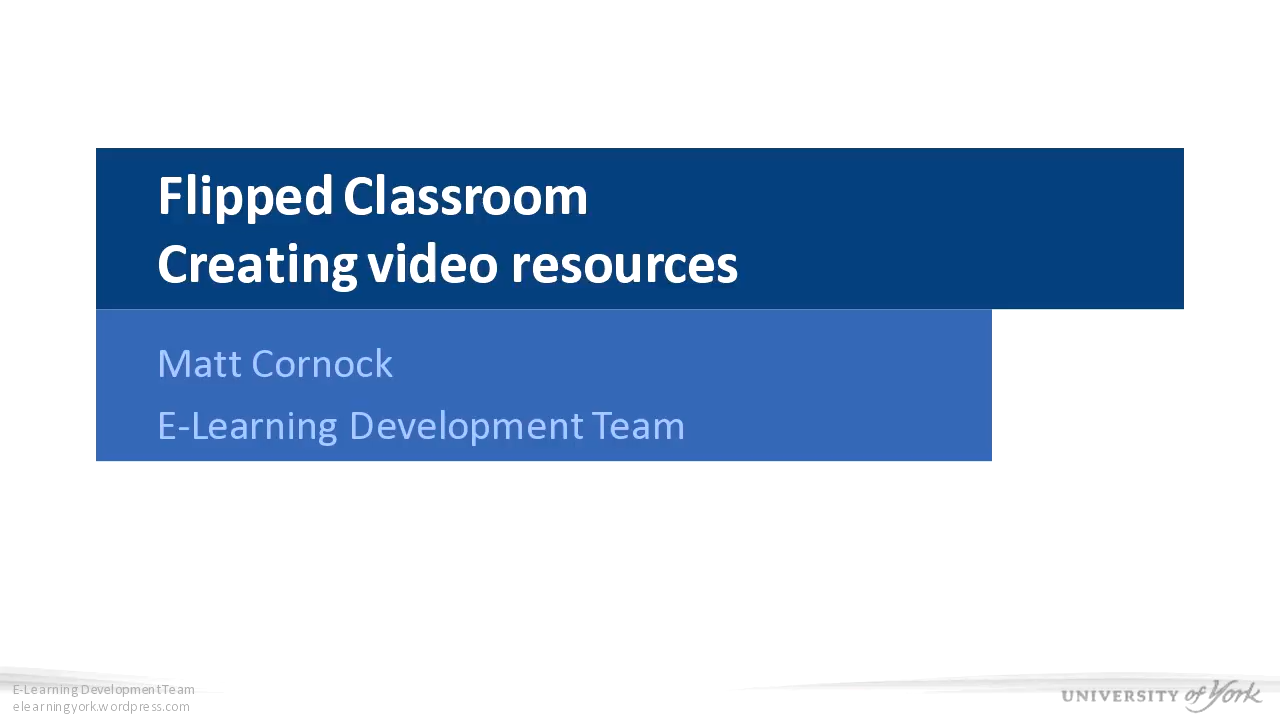 Flipped Classroom
Creating video resources
Matt Cornock
E-Learning Development Team
E-Learning Development Team
elearningyork.wordpress.com
UNIVERSITY of York